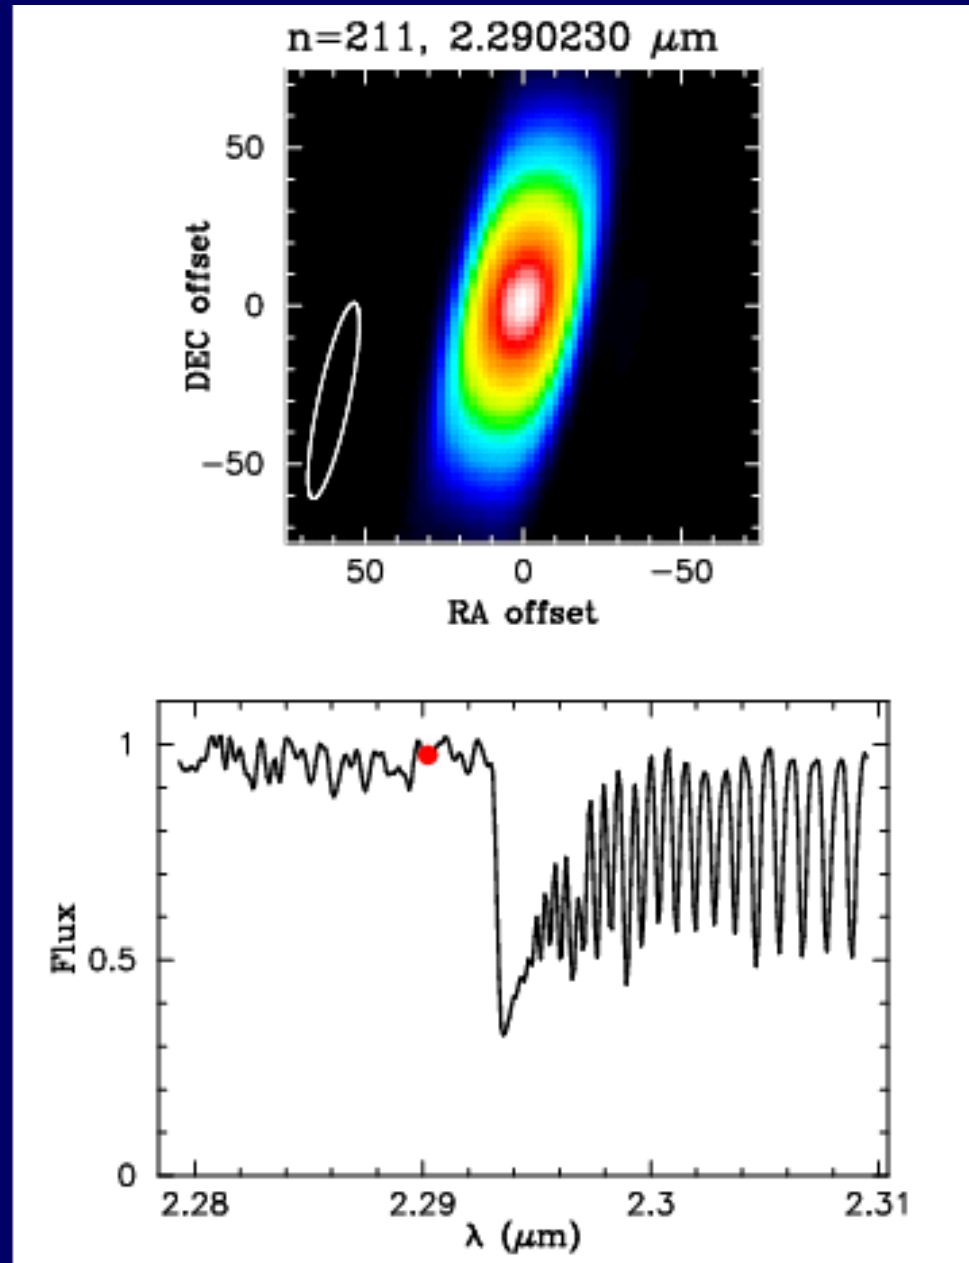 n=211, 2.290230 μm
50
0
−50
DEC offset
50 0 −50
RA offset
1
0.5
0
Flux
2.28 2.29 2.3 2.31
λ (μm)